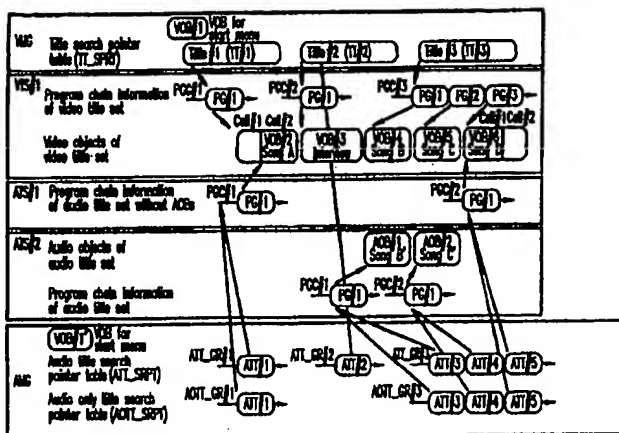 VOB#1 VOB for
start menu
VMG Title search pointer
table (TT_SRPT)
Title #1 (TT#1) Title #2 (TT#2) Title #3 (TT#3)
VTS#1 Program chain information
of video title set
PGC#1 PG#1 PGC#2 PG#1 PGC#3 PG#1 PG#2 PG#3
Cell#1 Cell#2 Cell#1 Cell#2
Video objects of
video title set
VOB#2 Song A VOB#3 Interview VOB#4 Song B VOB#5 Song C VOB#6 Song D
ATS#1 Program chain information
of audio title set without AOBs
PGC#1 PG#1 PGC#2 PG#1
ATS#2 Audio objects of
audio title set
AOB#1 Song B' AOB#2 Song C'
Program chain information
of audio title set
PGC#1 PG#1 PGC#2 PG#1
AMG VOB#1' VOB for
start menu
Audio title search
pointer table (ATT_SRPT)
ATT_GR#1 ATT#1 ATT_GR#2 ATT#2 ATT#3 ATT#4 ATT#5
Audio only title search
pointer table (AOTT_SRPT)
AOTT_GR#1 ATT#1 AOTT_GR#3 ATT#3 ATT#4 ATT#5